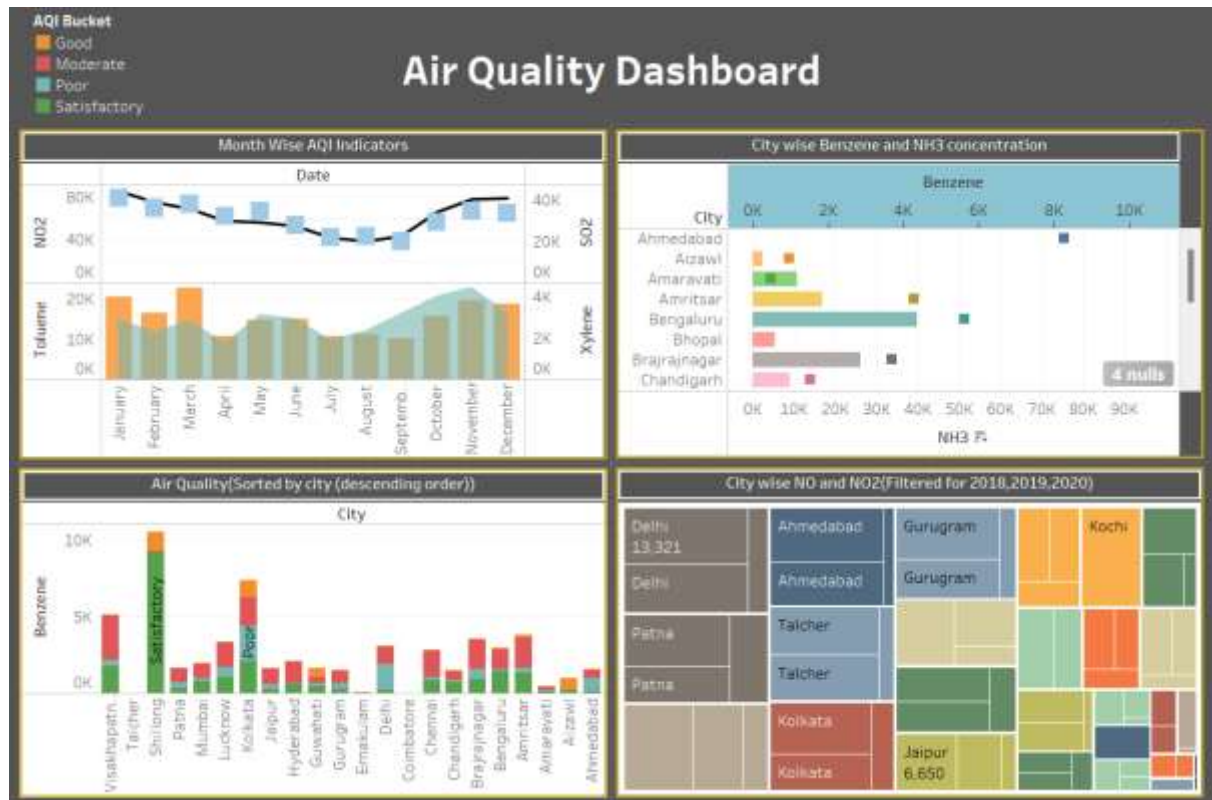 AQI Bucket
Good
Moderate
Poor
Satisfactory
Air Quality Dashboard
Month Wise AQI Indicators
Date
NO2
80K
40K
0K
40K
20K
0K
SO2
Toluene
20K
10K
0K
4K
2K
0K
Xylene
January
February
March
April
May
June
July
August
Septemb..
October
November
December
City wise Benzene and NH3 concentration
Benzene
City
0K 2K 4K 6K 8K 10K
Ahmedabad
Aizawl
Amaravati
Amritsar
Bengaluru
Bhopal
Brajrajnagar
Chandigarh
4 nulls
0K 10K 20K 30K 40K 50K 60K 70K 80K 90K
NH3
Air Quality(Sorted by city (descending order))
City
Benzene
10K
5K
0K
Satisfactory
Poor
Visakhapatn..
Talcher
Shillong
Patna
Mumbai
Lucknow
Kolkata
Jaipur
Hyderabad
Guwahati
Gurugram
Ernakulam
Delhi
Coimbatore
Chennai
Chandigarh
Brajrajnagar
Bengaluru
Amritsar
Amaravati
Aizawl
Ahmedabad
City wise NO and NO2(Filtered for 2018,2019,2020)
Delhi
13,321
Delhi
Patna
Patna
Ahmedabad
Ahmedabad
Talcher
Talcher
Kolkata
Kolkata
Gurugram
Gurugram
Jaipur
6,650
Kochi